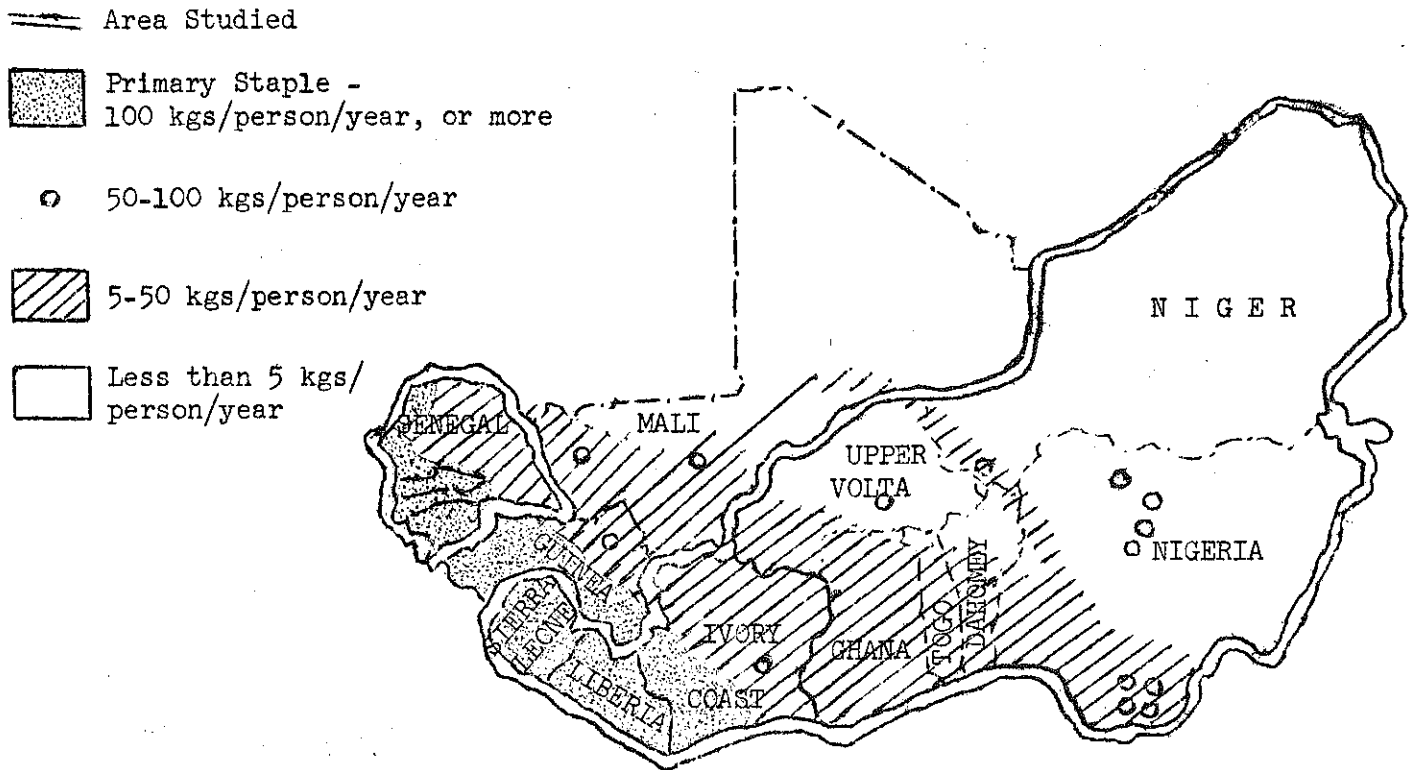 Area Studied
Primary Staple -
100 kgs/person/year, or more
50-100 kgs/person/year
5-50 kgs/person/year
Less than 5 kgs/
person/year
NIGER
SENEGAL
MALI
UPPER
VOLTA
NIGERIA
GUINEA
SIERRA
LEONE
LIBERIA
IVORY
COAST
GHANA
TOGO
DAHOMEY